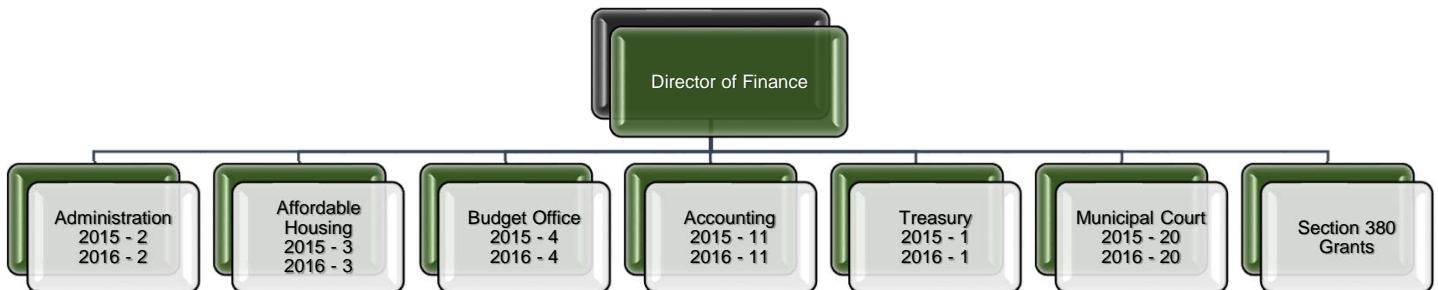 Director of Finance
Administration
2015 - 2
2016 - 2
Affordable
Housing
2015 - 3
2016 - 3
Budget Office
2015 - 4
2016 - 4
Accounting
2015 - 11
2016 - 11
Treasury
2015 - 1
2016 - 1
Municipal Court
2015 - 20
2016 - 20
Section 380
Grants